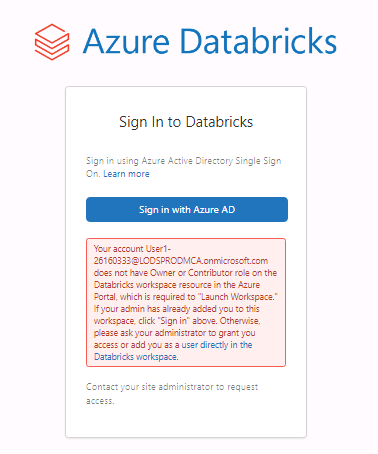 Azure Databricks
Sign In to Databricks
Sign in using Azure Active Directory Single Sign
On. Learn more
Sign in with Azure AD
Your account User1-
26160333@LODSPRODMCA.onmicrosoft.com
does not have Owner or Contributor role on the
Databricks workspace resource in the Azure
Portal, which is required to "Launch Workspace."
If your admin has already added you to this
workspace, click "Sign in" above. Otherwise,
please ask your administrator to grant you
access or add you as a user directly in the
Databricks workspace.
Contact your site administrator to request
access.